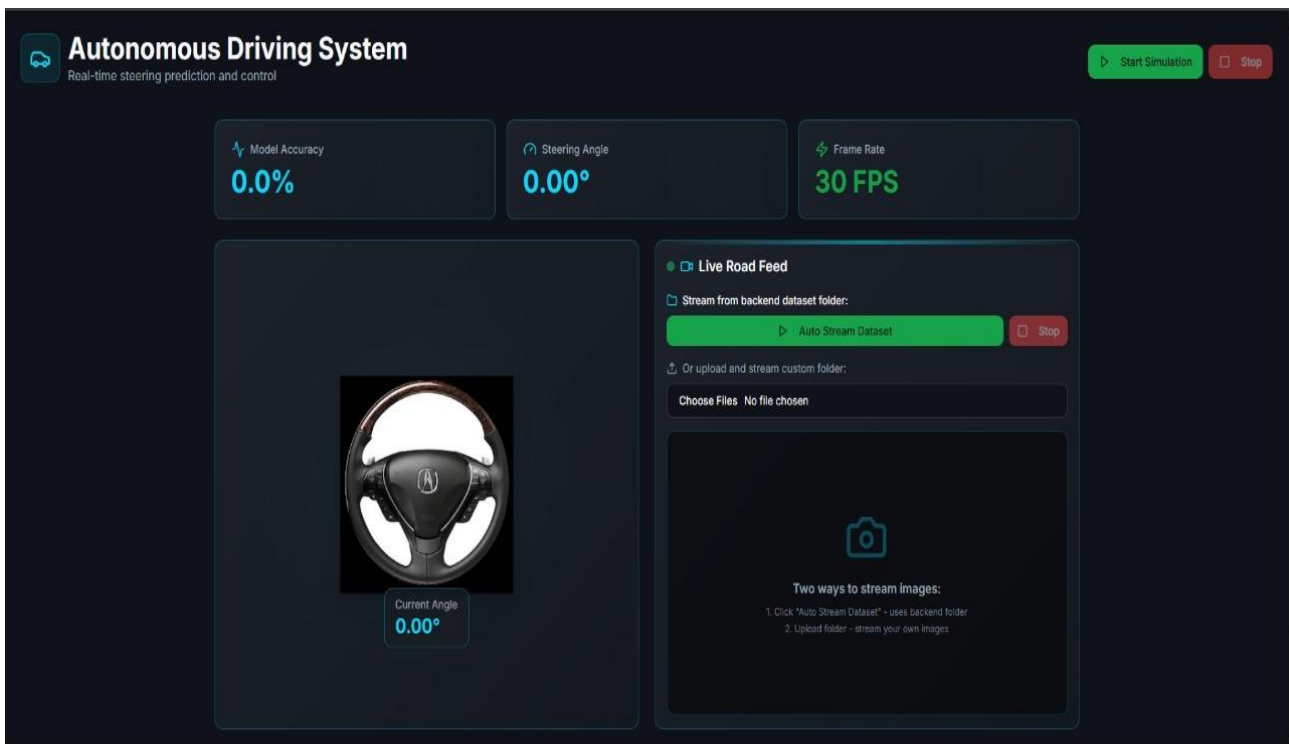 Autonomous Driving System
Real-time steering prediction and control
Start Simulation
Stop
Model Accuracy
0.0%
Steering Angle
0.00°
Frame Rate
30 FPS
Current Angle
0.00°
Live Road Feed
Stream from backend dataset folder:
Auto Stream Dataset
Stop
Or upload and stream custom folder:
Choose Files No file chosen
Two ways to stream images:
1. Click "Auto Stream Dataset" - uses backend folder
2. Upload folder - stream your own images